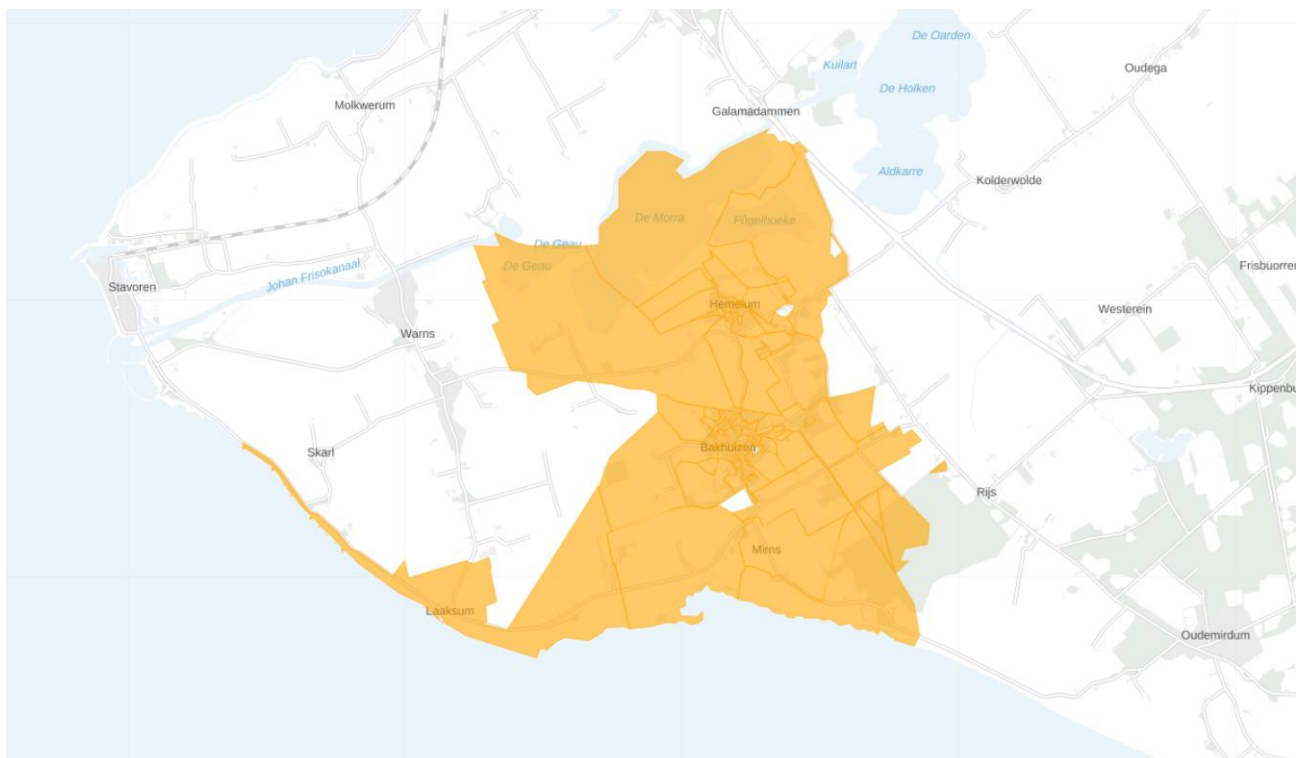 De Oarden
Kuilart
Oudega
De Holken
Molkwerum
Galamadammen
Aldkarre
Kolderwolde
De Morra
Fûgelhoeke
De Geau
De Geau
Frisbuorren
Johan Frisokanaal
Stavoren
Hemelum
Westerein
Warns
Kippenbu
Bakhuizen
Skarl
Rijs
Mirns
Laaksum
Oudemirdum